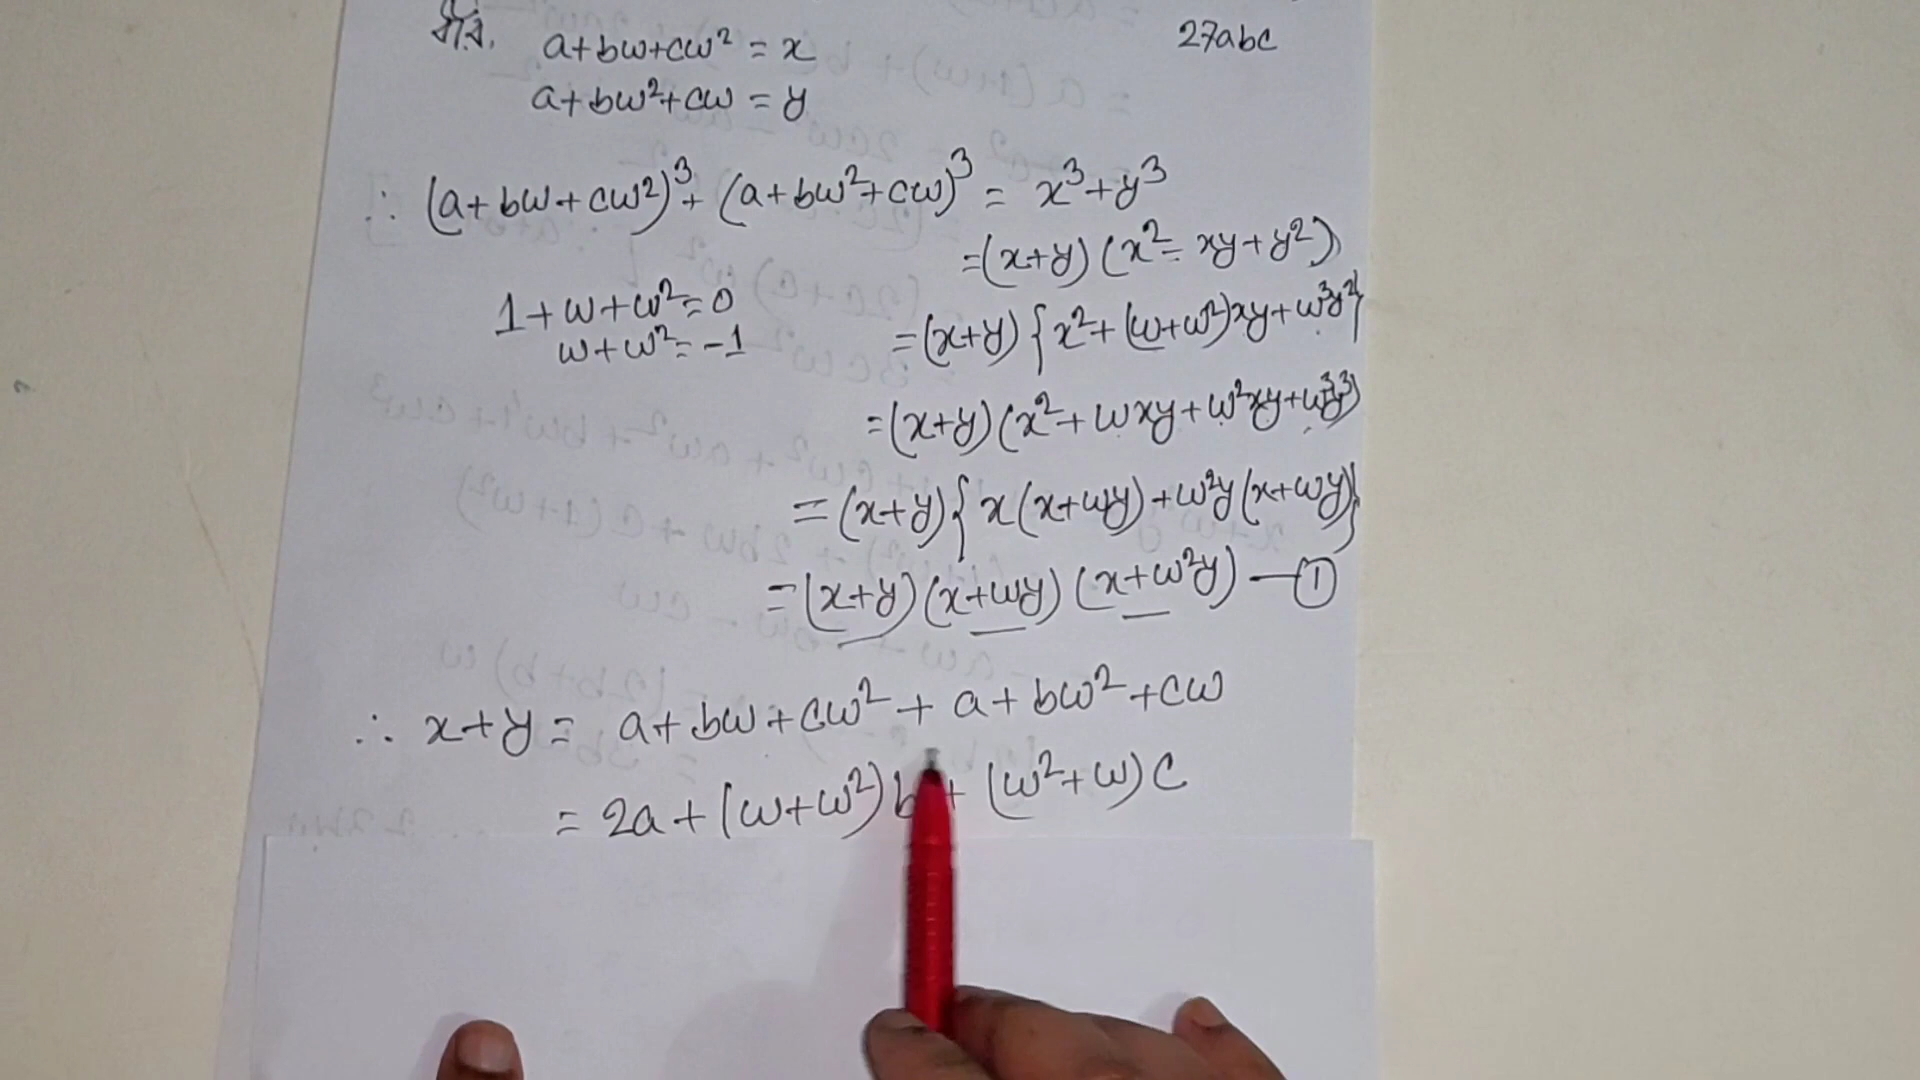 a+bω+cω² = x
27abc
a+bω²+cω = y
∴ (a+bω+cω²)³ + (a+bω²+cω)³ = x³+y³
=(x+y)(x²-xy+y²)
1+ω+ω²=0
ω+ω²=-1
=(x+y){x²+(ω+ω²)xy+ω³y²}
=(x+y)(x²+ωxy+ω²xy+ω³y³)
=(x+y){x(x+ωy)+ω²y(x+ωy)}
=(x+y)(x+ωy)(x+ω²y) —①
∴ x+y = a+bω+cω²+a+bω²+cω
= 2a+(ω+ω²)b+(ω²+ω)c